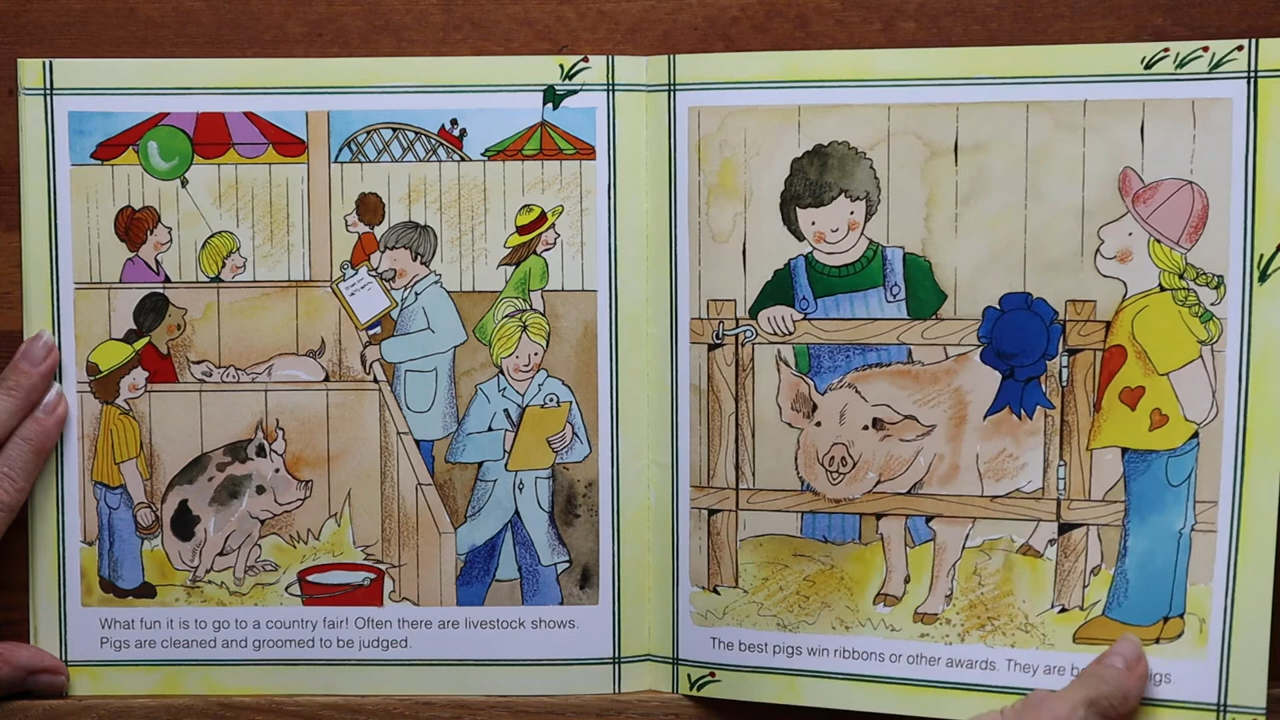 What fun it is to go to a country fair! Often there are livestock shows.
Pigs are cleaned and groomed to be judged.
The best pigs win ribbons or other awards. They are